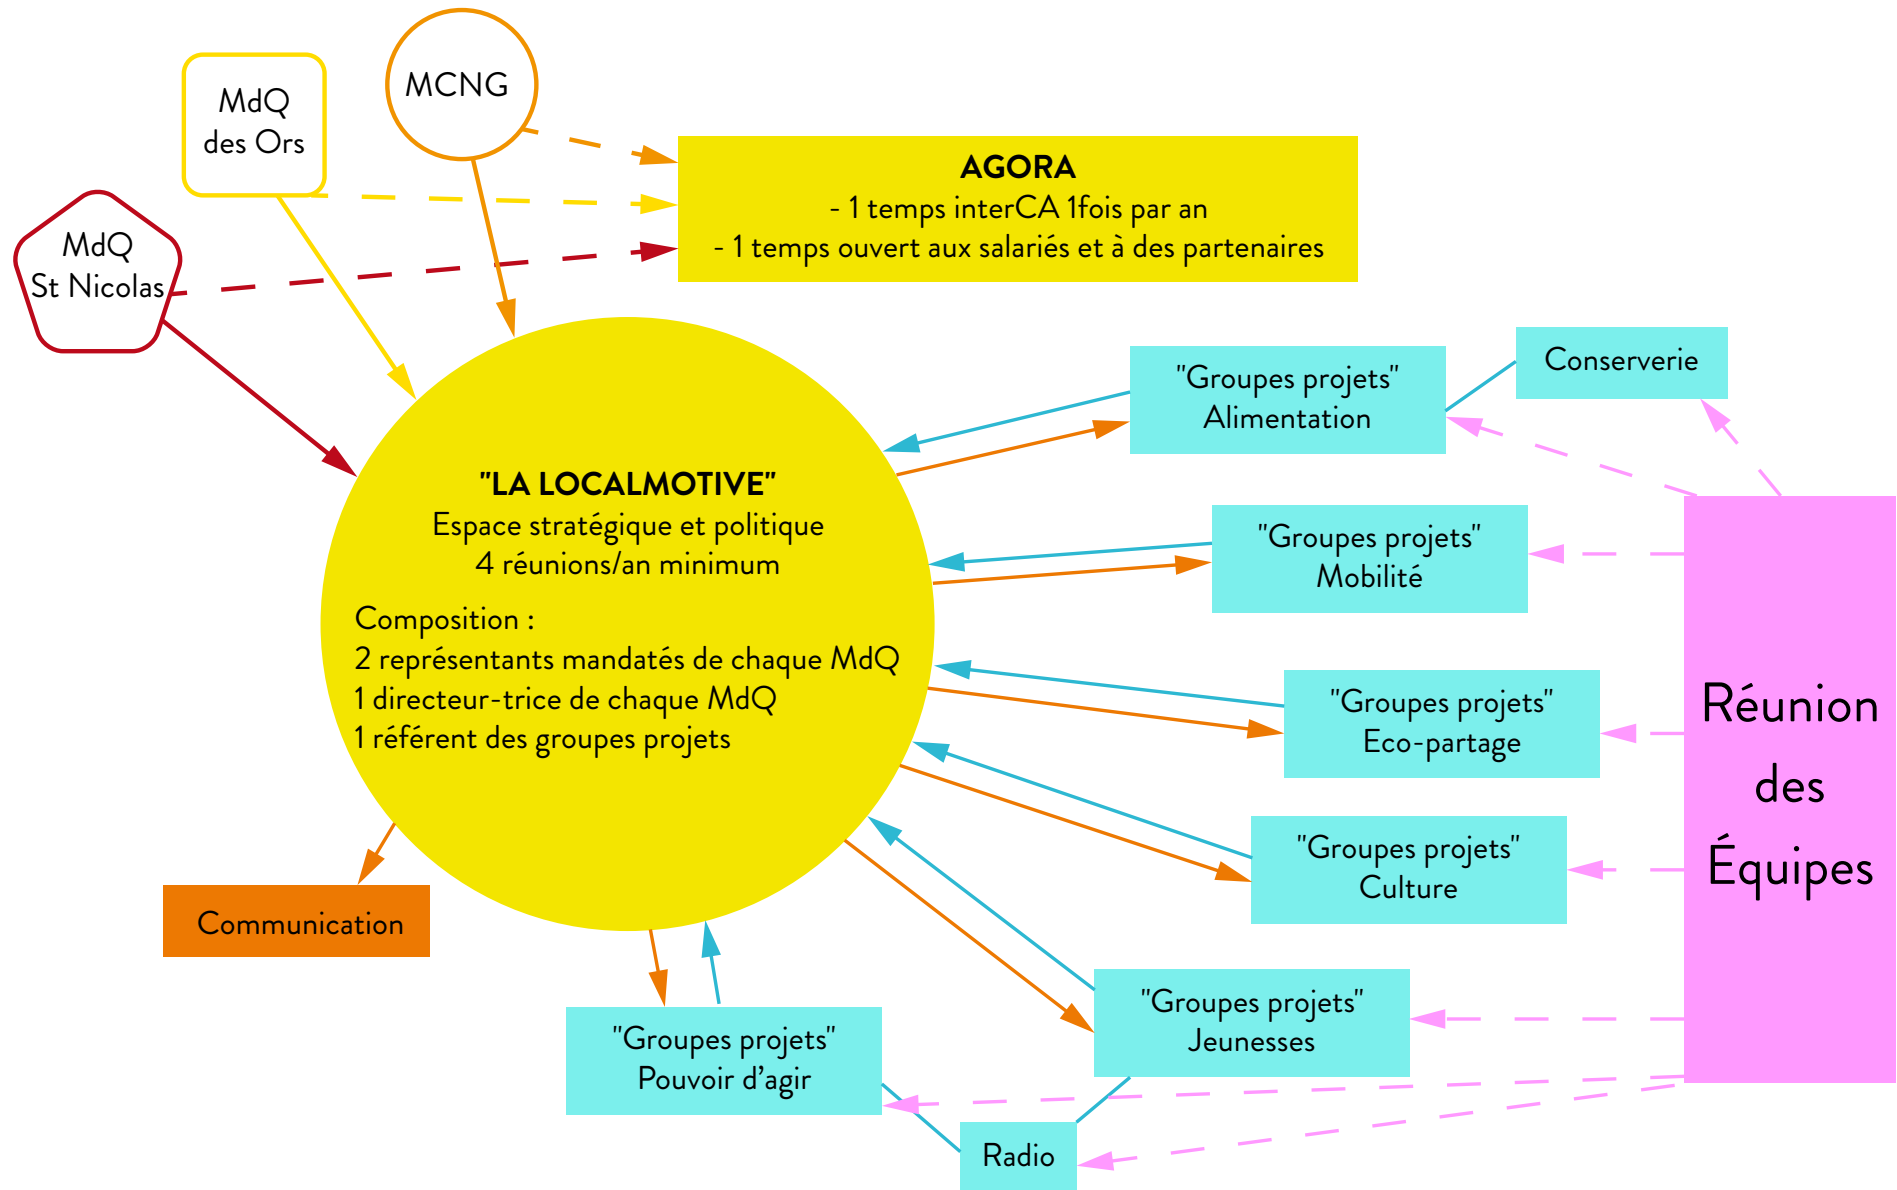 MCNG
MdQ
des Ors
MdQ
St Nicolas
AGORA
- 1 temps interCA 1fois par an
- 1 temps ouvert aux salariés et à des partenaires
"LA LOCALMOTIVE"
Espace stratégique et politique
4 réunions/an minimum
Composition :
2 représentants mandatés de chaque MdQ
1 directeur-trice de chaque MdQ
1 référent des groupes projets
Communication
"Groupes projets"
Alimentation
Conserverie
"Groupes projets"
Mobilité
"Groupes projets"
Eco-partage
"Groupes projets"
Culture
"Groupes projets"
Jeunesses
"Groupes projets"
Pouvoir d’agir
Radio
Réunion
des
Équipes